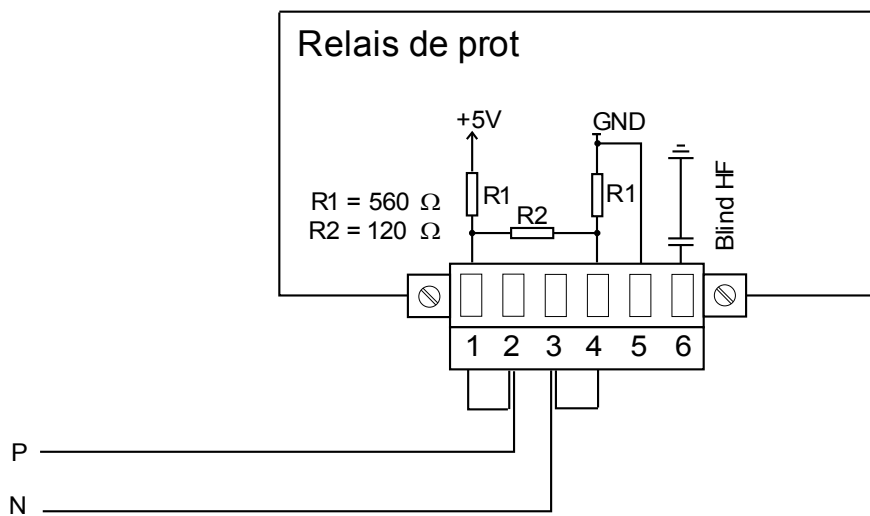 Relais de prot
+5V
GND
R1
R1
R2
R1 = 560 Ω
R2 = 120 Ω
Blind HF
1 2 3 4 5 6
P
N